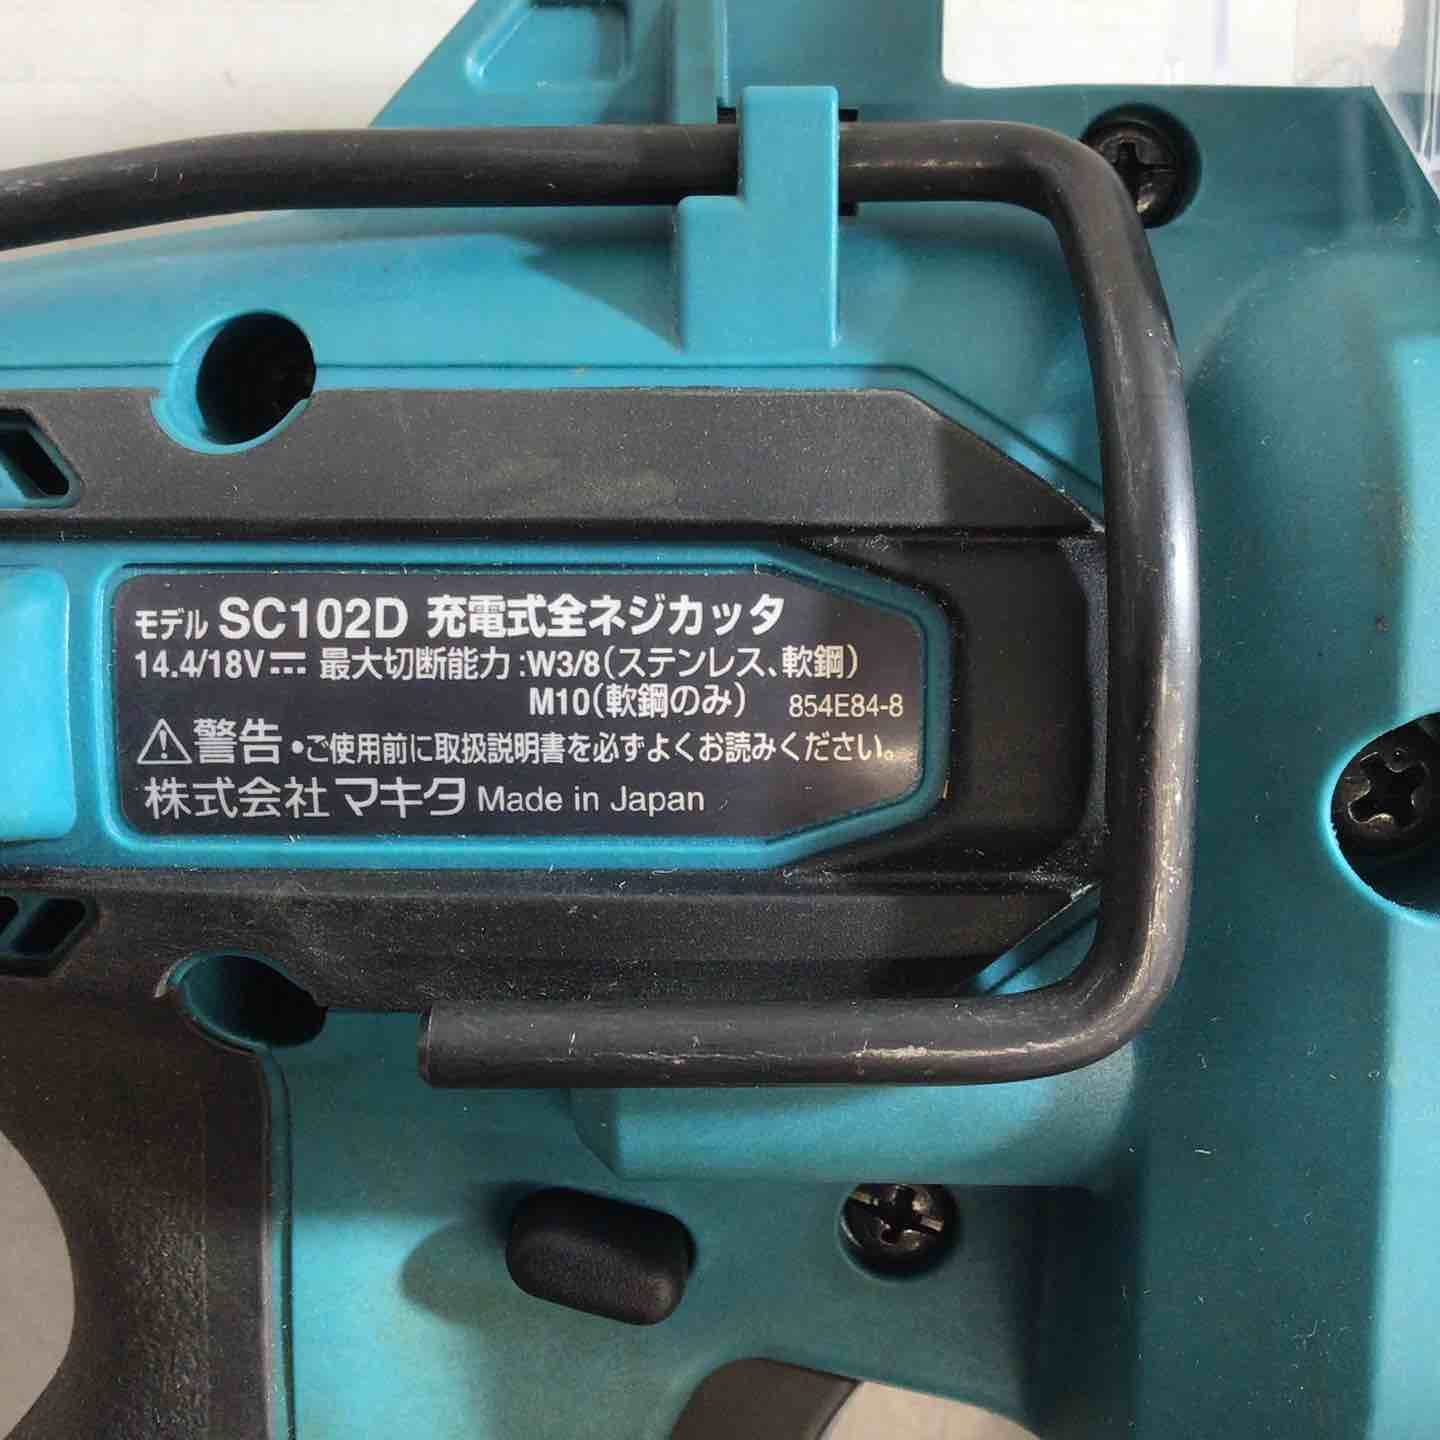 モデル SC102D 充電式全ネジカッタ
14.4/18V⎓ 最大切断能力:W3/8(ステンレス、軟鋼)
M10(軟鋼のみ) 854E84-8
⚠警告・ご使用前に取扱説明書を必ずよくお読みください。
株式会社マキタ Made in Japan